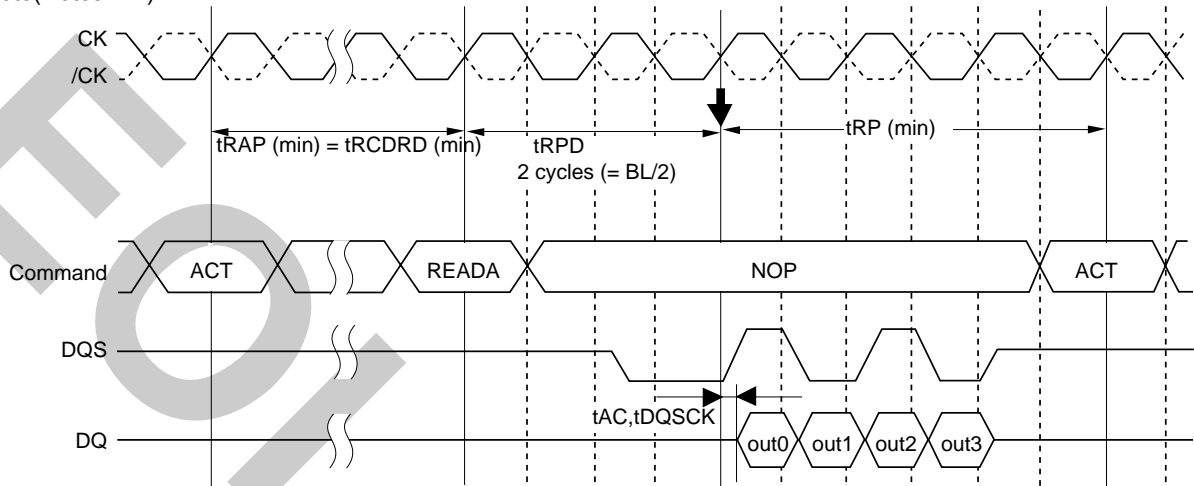 CK
/CK
tRAP (min) = tRCDRD (min)
tRPD
2 cycles (= BL/2)
tRP (min)
Command
ACT
READA
NOP
ACT
DQS
tAC,tDQSCK
DQ
out0
out1
out2
out3